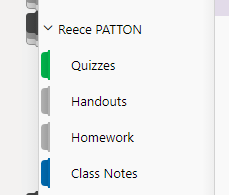 Reece PATTON
Quizzes
Handouts
Homework
Class Notes